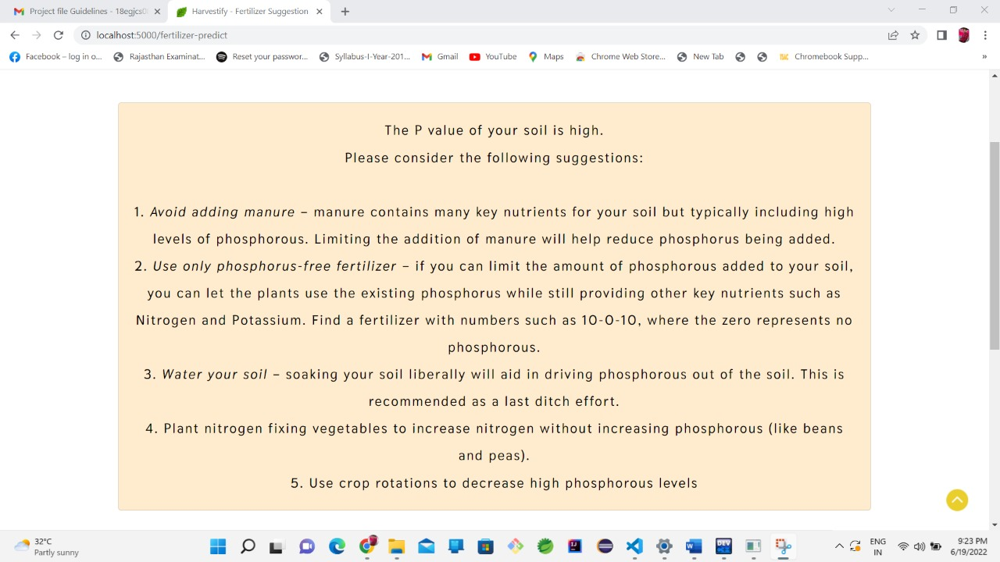 Project file Guidelines - 18egjcs0
Harvestify - Fertilizer Suggestion
localhost:5000/fertilizer-predict
Facebook – log in o...
Rajasthan Examinat...
Reset your passwor...
Syllabus-I-Year-201...
Gmail
YouTube
Maps
Chrome Web Store...
New Tab
Chromebook Supp...
»
The P value of your soil is high.
Please consider the following suggestions:
1. Avoid adding manure – manure contains many key nutrients for your soil but typically including high
levels of phosphorous. Limiting the addition of manure will help reduce phosphorus being added.
2. Use only phosphorus-free fertilizer – if you can limit the amount of phosphorous added to your soil,
you can let the plants use the existing phosphorus while still providing other key nutrients such as
Nitrogen and Potassium. Find a fertilizer with numbers such as 10-0-10, where the zero represents no
phosphorous.
3. Water your soil – soaking your soil liberally will aid in driving phosphorous out of the soil. This is
recommended as a last ditch effort.
4. Plant nitrogen fixing vegetables to increase nitrogen without increasing phosphorous (like beans
and peas).
5. Use crop rotations to decrease high phosphorous levels
32°C
Partly sunny
DEV
ENG
IN
9:23 PM
6/19/2022